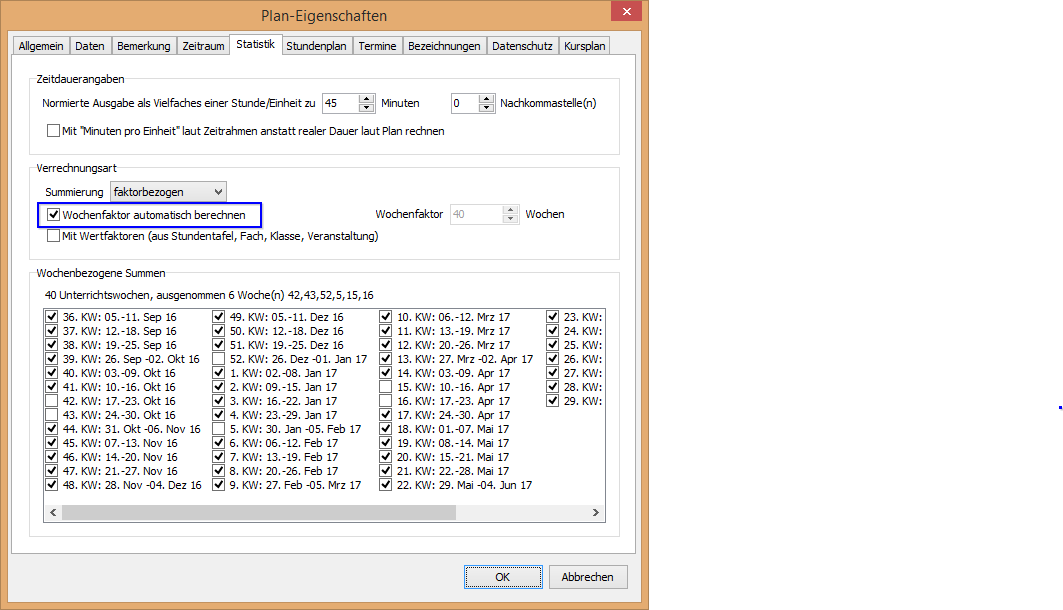 Plan-Eigenschaften
Allgemein Daten Bemerkung Zeitraum Statistik Stundenplan Termine Bezeichnungen Datenschutz Kursplan
Zeitdauerangaben
Normierte Ausgabe als Vielfaches einer Stunde/Einheit zu 45 Minuten 0 Nachkommastelle(n)
Mit "Minuten pro Einheit" laut Zeitrahmen anstatt realer Dauer laut Plan rechnen
Verrechnungsart
Summierung faktorbezogen
Wochenfaktor automatisch berechnen Wochenfaktor 40 Wochen
Mit Wertfaktoren (aus Stundentafel, Fach, Klasse, Veranstaltung)
Wochenbezogene Summen
40 Unterrichtswochen, ausgenommen 6 Woche(n) 42,43,52,5,15,16
36. KW: 05.-11. Sep 16
37. KW: 12.-18. Sep 16
38. KW: 19.-25. Sep 16
39. KW: 26. Sep -02. Okt 16
40. KW: 03.-09. Okt 16
41. KW: 10.-16. Okt 16
42. KW: 17.-23. Okt 16
43. KW: 24.-30. Okt 16
44. KW: 31. Okt -06. Nov 16
45. KW: 07.-13. Nov 16
46. KW: 14.-20. Nov 16
47. KW: 21.-27. Nov 16
48. KW: 28. Nov -04. Dez 16
49. KW: 05.-11. Dez 16
50. KW: 12.-18. Dez 16
51. KW: 19.-25. Dez 16
52. KW: 26. Dez -01. Jan 17
1. KW: 02.-08. Jan 17
2. KW: 09.-15. Jan 17
3. KW: 16.-22. Jan 17
4. KW: 23.-29. Jan 17
5. KW: 30. Jan -05. Feb 17
6. KW: 06.-12. Feb 17
7. KW: 13.-19. Feb 17
8. KW: 20.-26. Feb 17
9. KW: 27. Feb -05. Mrz 17
10. KW: 06.-12. Mrz 17
11. KW: 13.-19. Mrz 17
12. KW: 20.-26. Mrz 17
13. KW: 27. Mrz -02. Apr 17
14. KW: 03.-09. Apr 17
15. KW: 10.-16. Apr 17
16. KW: 17.-23. Apr 17
17. KW: 24.-30. Apr 17
18. KW: 01.-07. Mai 17
19. KW: 08.-14. Mai 17
20. KW: 15.-21. Mai 17
21. KW: 22.-28. Mai 17
22. KW: 29. Mai -04. Jun 17
23. KW:
24. KW:
25. KW:
26. KW:
27. KW:
28. KW:
29. KW:
OK Abbrechen